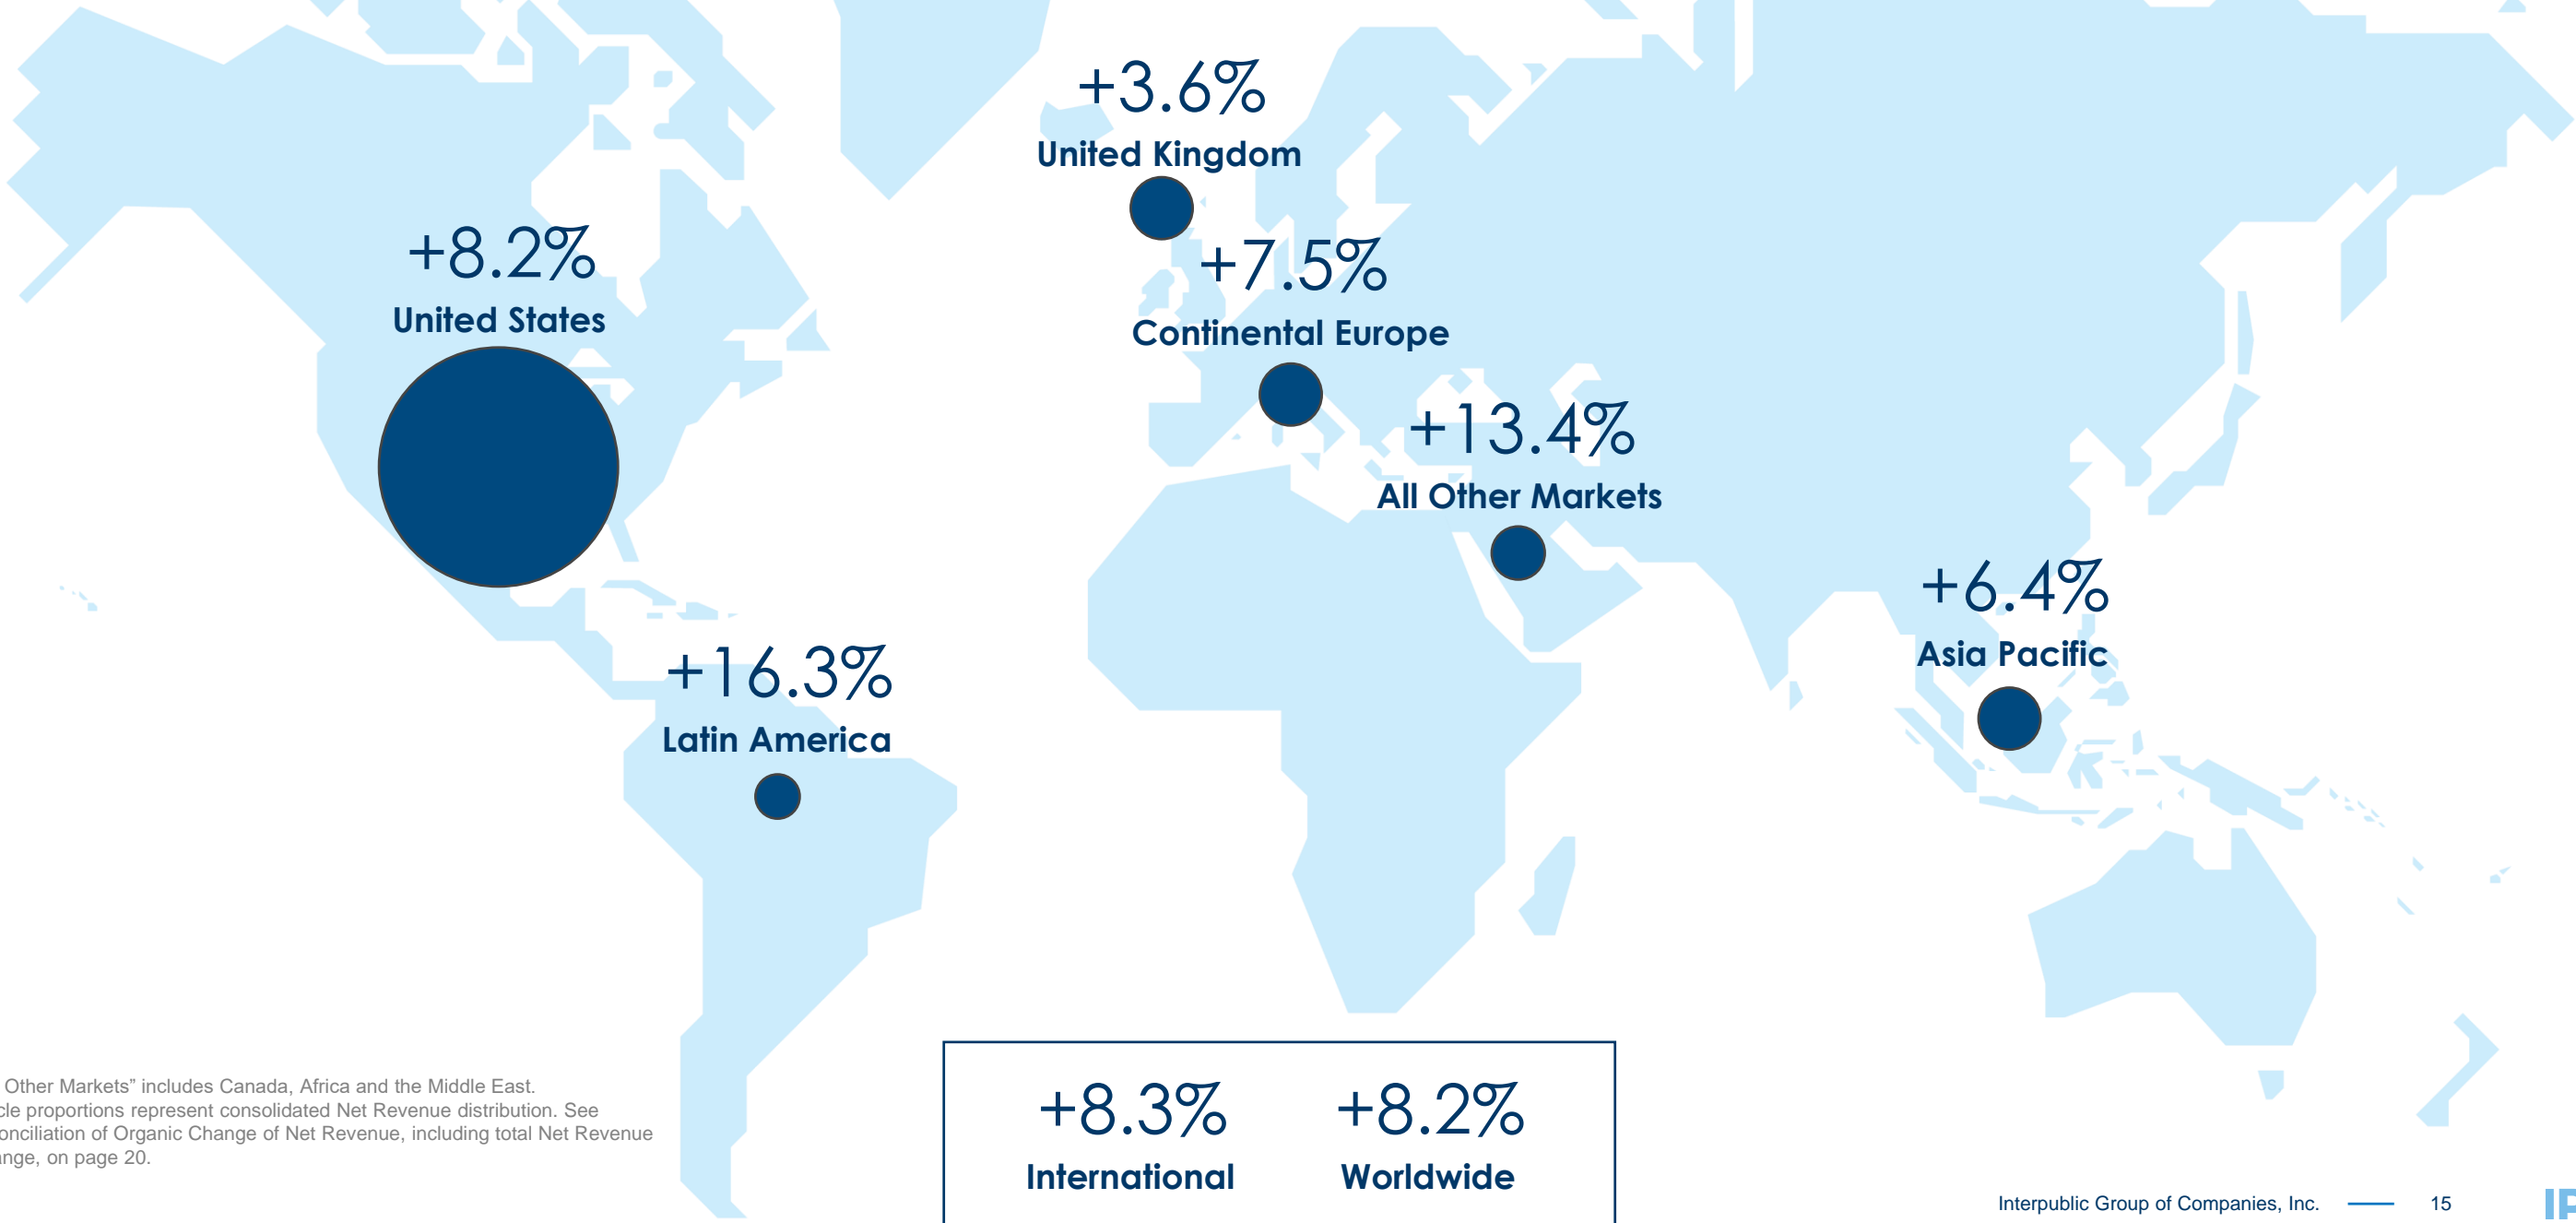 +3.6%
United Kingdom
+8.2%
United States
+7.5%
Continental Europe
+13.4%
All Other Markets
+6.4%
Asia Pacific
+16.3%
Latin America
+8.3%
International
+8.2%
Worldwide
Other Markets” includes Canada, Africa and the Middle East.
proportions represent consolidated Net Revenue distribution. See
of Organic Change of Net Revenue, including total Net Revenue
on page 20.
Interpublic Group of Companies, Inc.
15